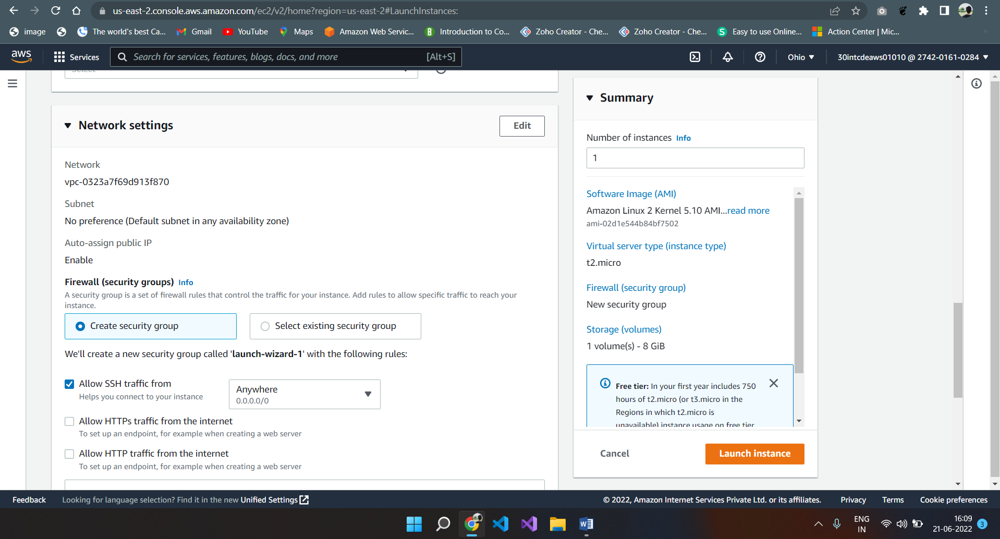 us-east-2.console.aws.amazon.com/ec2/v2/home?region=us-east-2#LaunchInstances:
image
The world's best Ca...
Gmail
YouTube
Maps
Amazon Web Servic...
Introduction to Co...
Zoho Creator - Che...
Zoho Creator - Che...
Easy to use Online...
Action Center | Mic...
aws
Services
Search for services, features, blogs, docs, and more
[Alt+S]
Ohio
30intcdeaws01010 @ 2742-0161-0284
Select
Network settings
Edit
Network
vpc-0323a7f69d913f870
Subnet
No preference (Default subnet in any availability zone)
Auto-assign public IP
Enable
Firewall (security groups) Info
A security group is a set of firewall rules that control the traffic for your instance. Add rules to allow specific traffic to reach your
instance.
Create security group
Select existing security group
We'll create a new security group called 'launch-wizard-1' with the following rules:
Allow SSH traffic from
Helps you connect to your instance
Anywhere
0.0.0.0/0
Allow HTTPs traffic from the internet
To set up an endpoint, for example when creating a web server
Allow HTTP traffic from the internet
To set up an endpoint, for example when creating a web server
Summary
Number of instances Info
1
Software Image (AMI)
Amazon Linux 2 Kernel 5.10 AMI...read more
ami-02d1e544b84bf7502
Virtual server type (instance type)
t2.micro
Firewall (security group)
New security group
Storage (volumes)
1 volume(s) - 8 GiB
Free tier: In your first year includes 750
hours of t2.micro (or t3.micro in the
Regions in which t2.micro is
unavailable) instance usage on free tier
Cancel
Launch instance
Feedback
Looking for language selection? Find it in the new Unified Settings
© 2022, Amazon Internet Services Private Ltd. or its affiliates.
Privacy
Terms
Cookie preferences
ENG
IN
16:09
21-06-2022
3